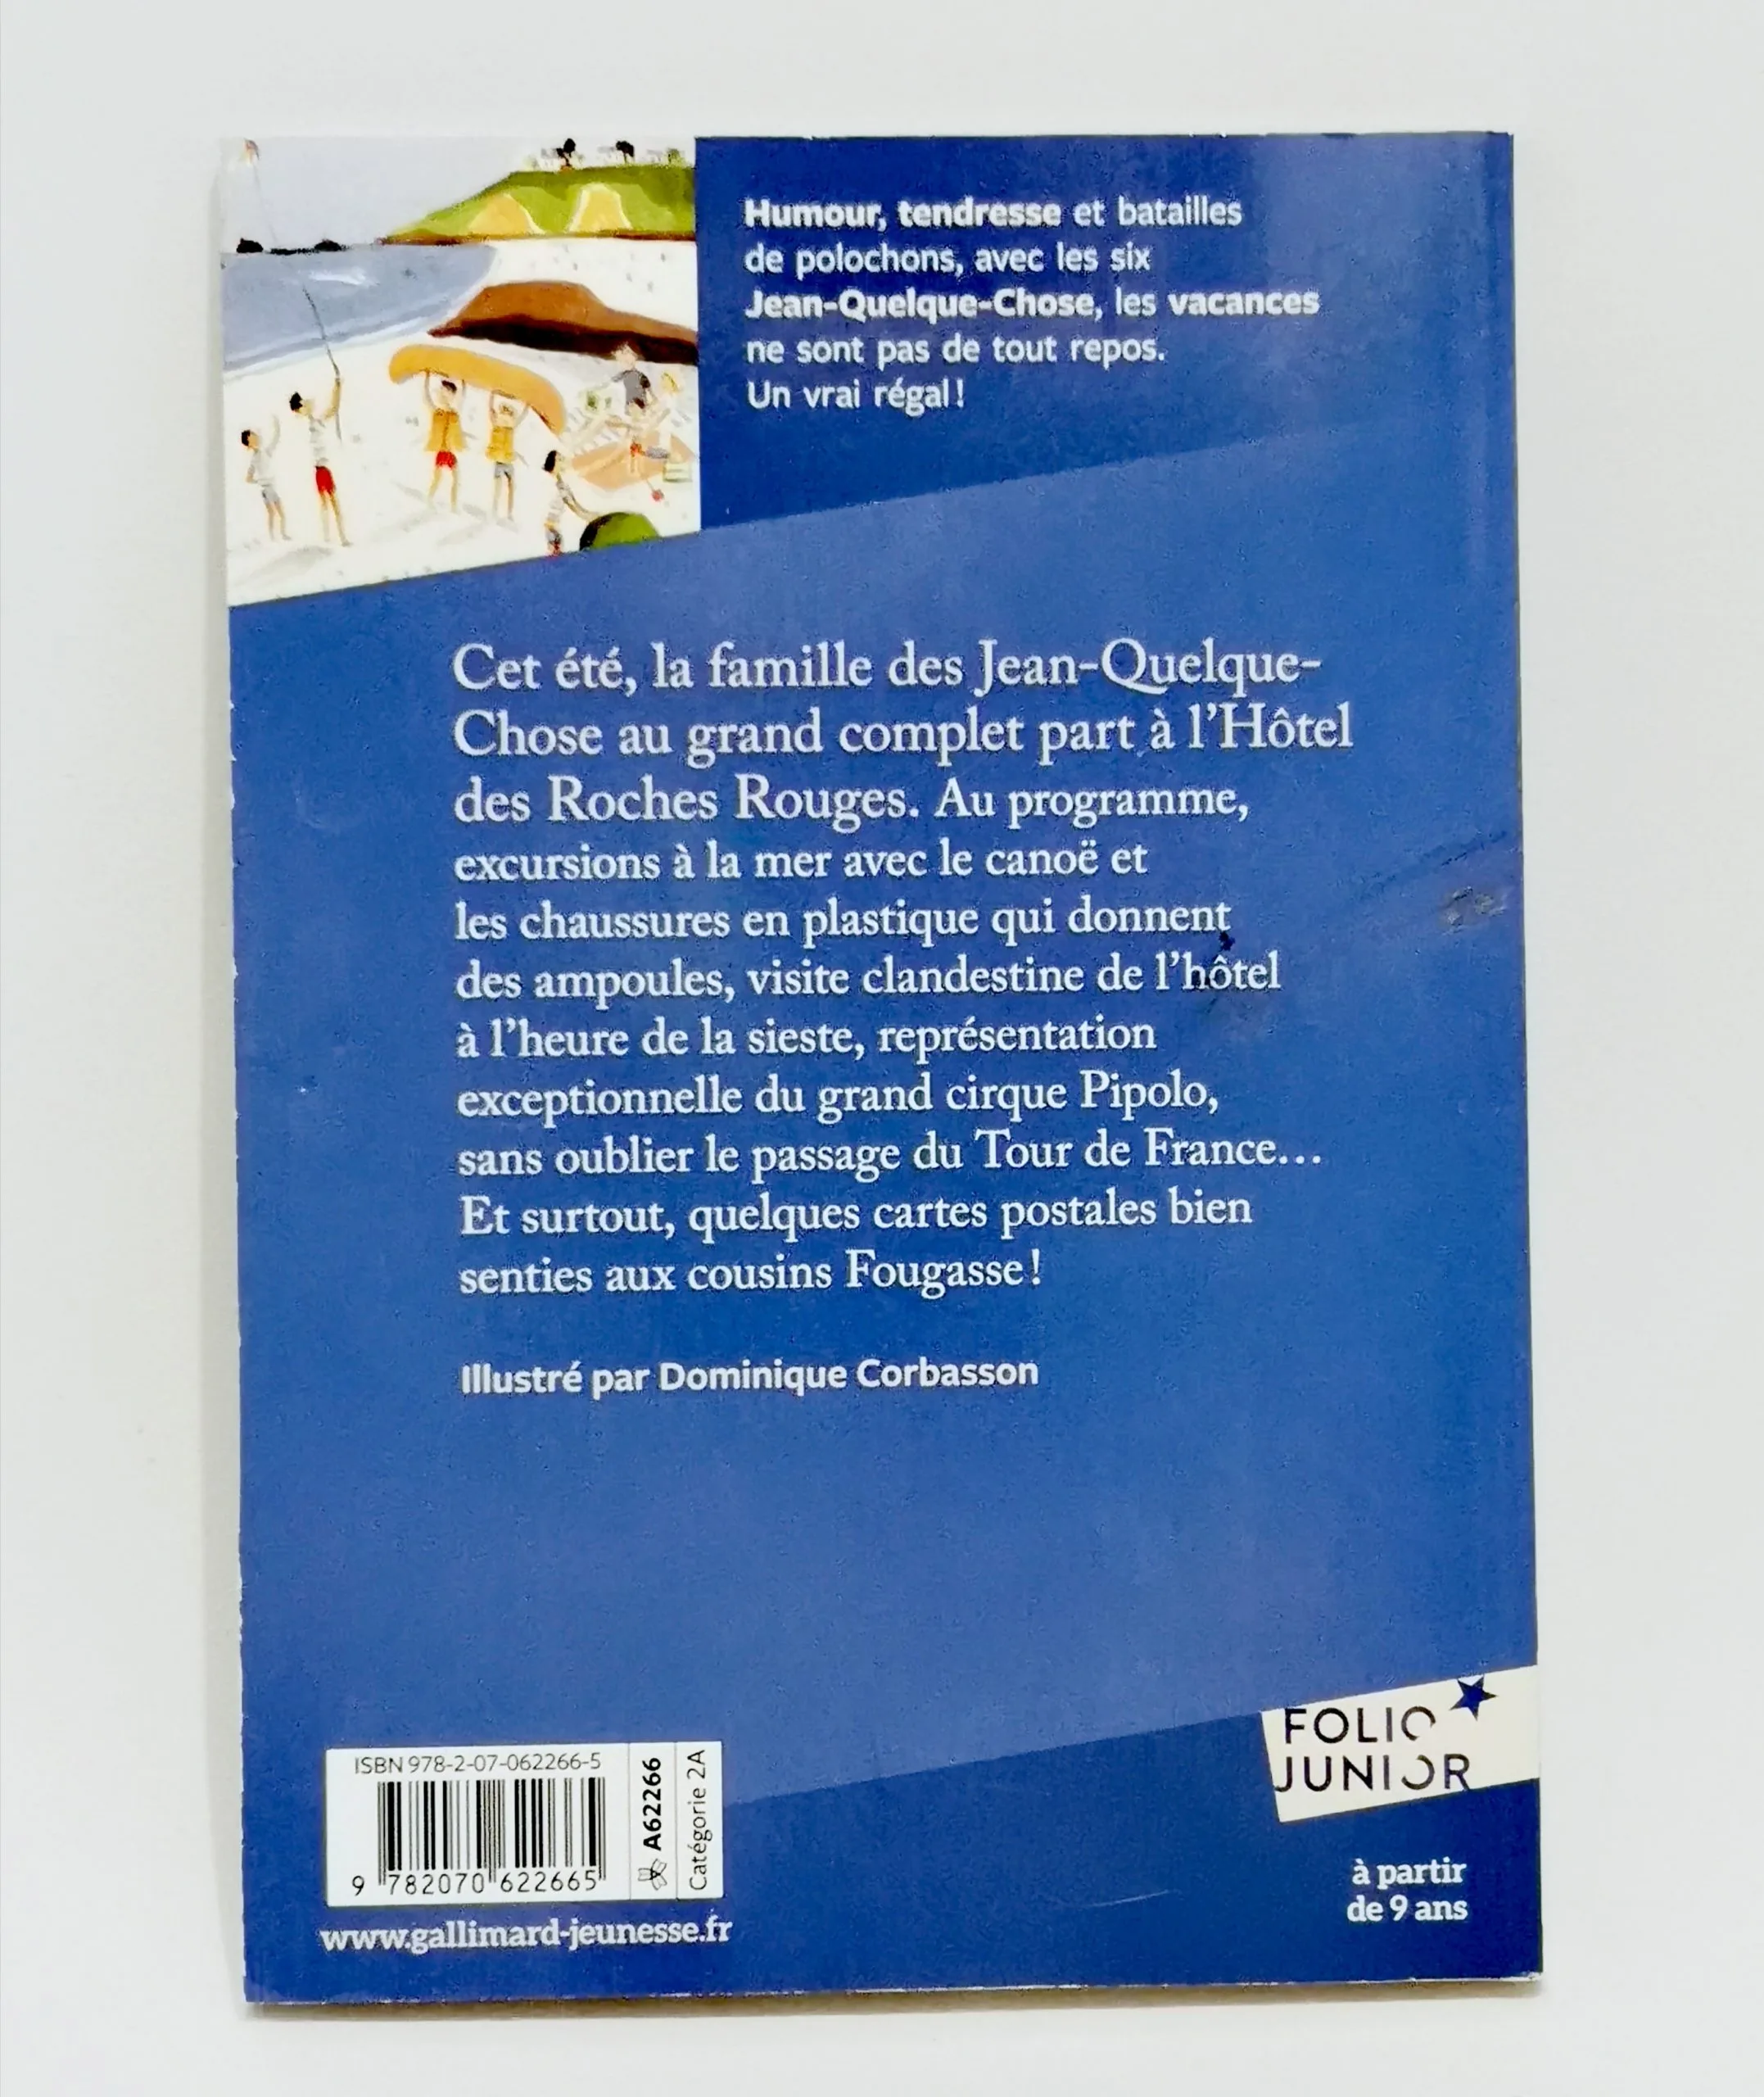 Humour, tendresse et batailles
de polochons, avec les six
Jean-Quelque-Chose, les vacances
ne sont pas de tout repos.
Un vrai régal !
Cet été, la famille des Jean-Quelque-
Chose au grand complet part à l'Hôtel
des Roches Rouges. Au programme,
excursions à la mer avec le canoë et
les chaussures en plastique qui donnent
des ampoules, visite clandestine de l'hôtel
à l'heure de la sieste, représentation
exceptionnelle du grand cirque Pipolo,
sans oublier le passage du Tour de France...
Et surtout, quelques cartes postales bien
senties aux cousins Fougasse !
Illustré par Dominique Corbasson
FOLIO
JUNIOR
à partir
de 9 ans
ISBN 978-2-07-062266-5
9 782070 622665
A62266
Catégorie 2A
www.gallimard-jeunesse.fr